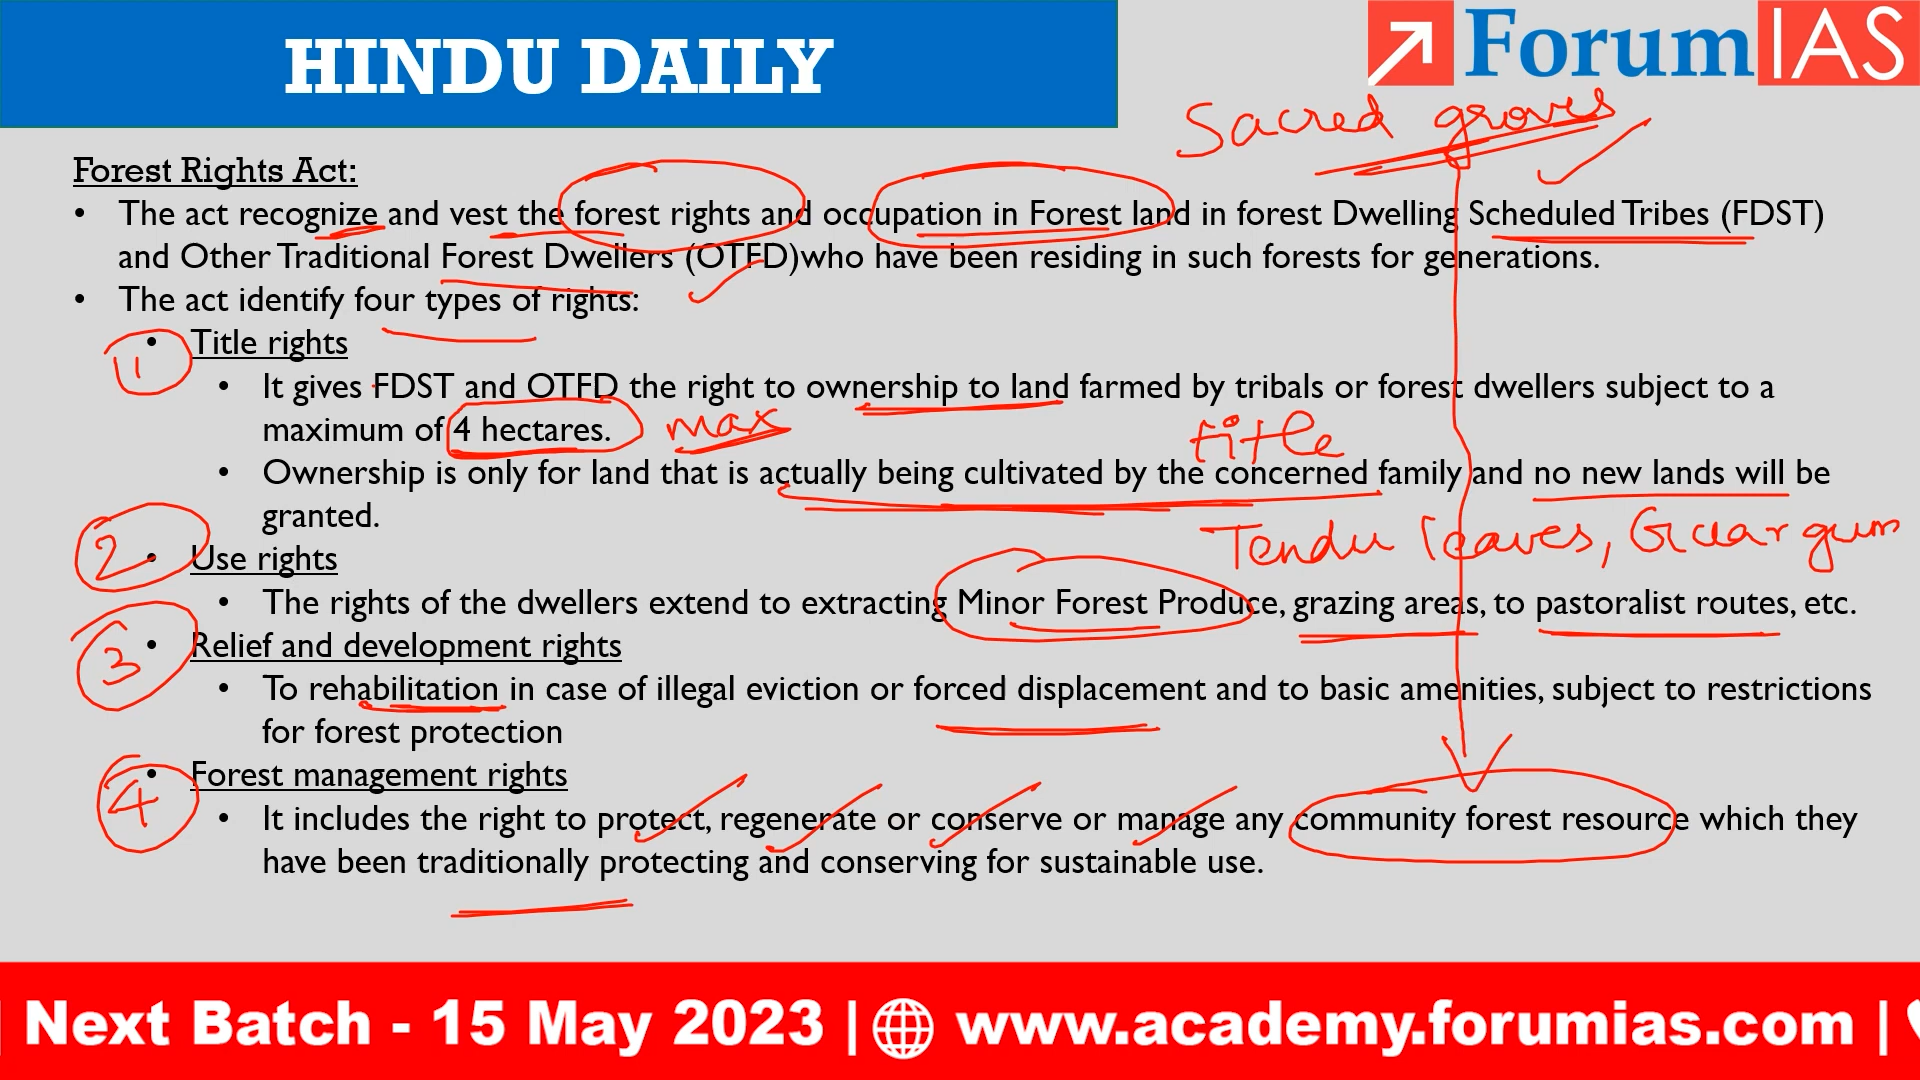 HINDU DAILY
ForumIAS
Sacred groves
Forest Rights Act:
• The act recognize and vest the forest rights and occupation in Forest land in forest Dwelling Scheduled Tribes (FDST)
and Other Traditional Forest Dwellers (OTFD)who have been residing in such forests for generations.
• The act identify four types of rights:
1 • Title rights
• It gives FDST and OTFD the right to ownership to land farmed by tribals or forest dwellers subject to a
maximum of 4 hectares. max title
• Ownership is only for land that is actually being cultivated by the concerned family and no new lands will be
granted.
Tendu leaves, Guar gum
2 • Use rights
• The rights of the dwellers extend to extracting Minor Forest Produce, grazing areas, to pastoralist routes, etc.
3 • Relief and development rights
• To rehabilitation in case of illegal eviction or forced displacement and to basic amenities, subject to restrictions
for forest protection
4 • Forest management rights
• It includes the right to protect, regenerate or conserve or manage any community forest resource which they
have been traditionally protecting and conserving for sustainable use.
| Next Batch - 15 May 2023 | www.academy.forumias.com |